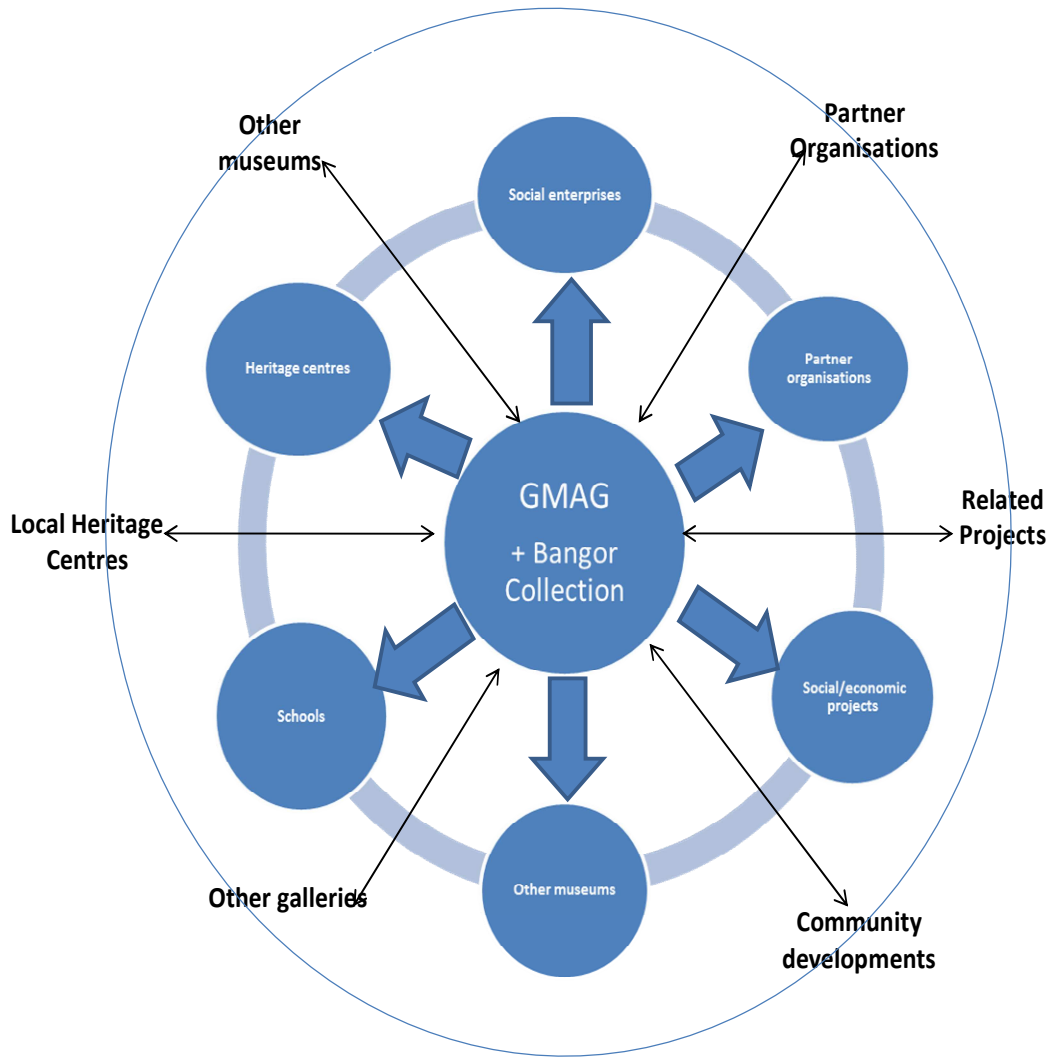 Other
museums
Partner
Organisations
Social enterprises
Heritage centres
Partner
organisations
GMAG
+ Bangor
Collection
Local Heritage
Centres
Related
Projects
Schools
Social/economic
projects
Other galleries
Other museums
Community
developments